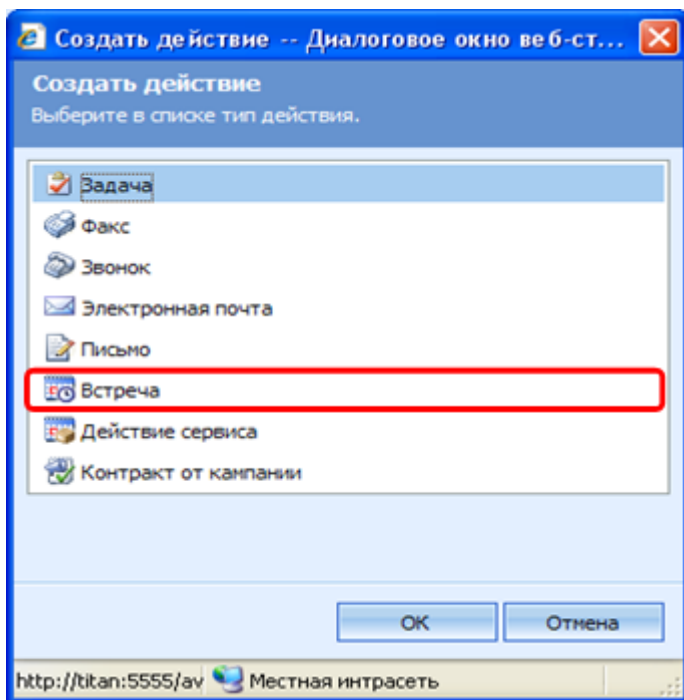 Создать действие -- Диалоговое окно веб-ст...
Создать действие
Выберите в списке тип действия.
Задача
Факс
Звонок
Электронная почта
Письмо
Встреча
Действие сервиса
Контракт от кампании
ОК
Отмена
http://titan:5555/av Местная интрасеть